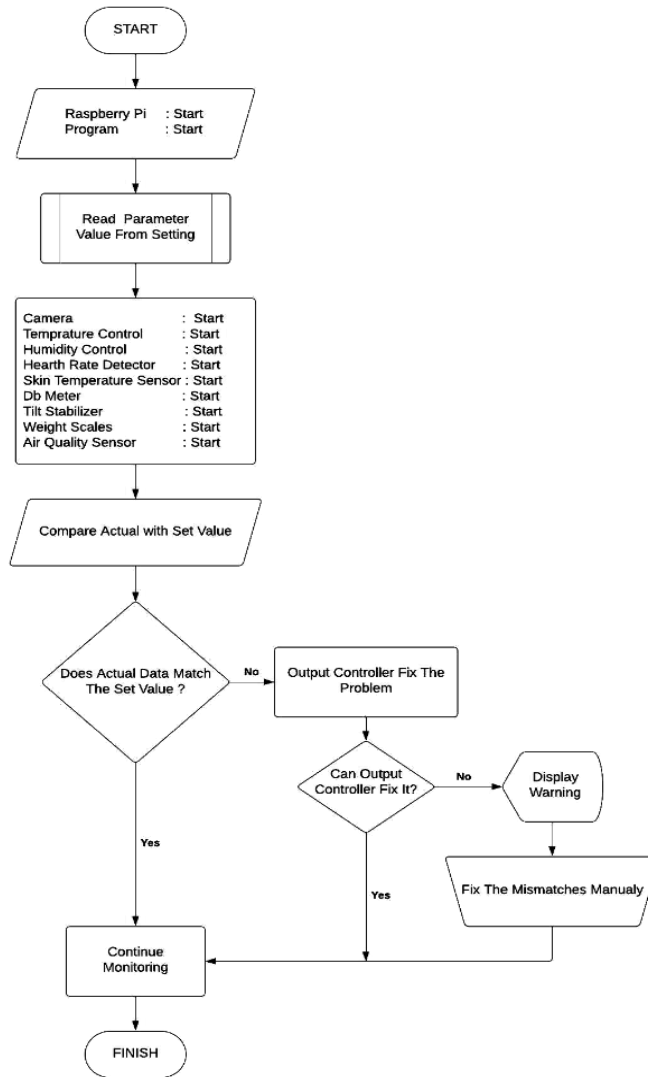 START
Raspberry Pi : Start
Program : Start
Read Parameter
Value From Setting
Camera : Start
Temprature Control : Start
Humidity Control : Start
Hearth Rate Detector : Start
Skin Temperature Sensor : Start
Db Meter : Start
Tilt Stabilizer : Start
Weight Scales : Start
Air Quality Sensor : Start
Compare Actual with Set Value
Does Actual Data Match
The Set Value ?
No
Output Controller Fix The
Problem
Can Output
Controller Fix It?
No
Display
Warning
Yes
Yes
Fix The Mismatches Manualy
Continue
Monitoring
FINISH